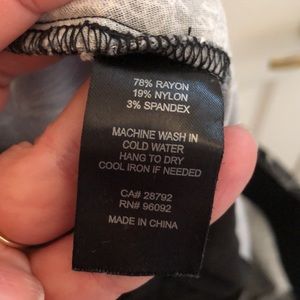 78% RAYON
19% NYLON
3% SPANDEX
MACHINE WASH IN
COLD WATER
HANG TO DRY
COOL IRON IF NEEDED
CA# 28792
RN# 96092
MADE IN CHINA